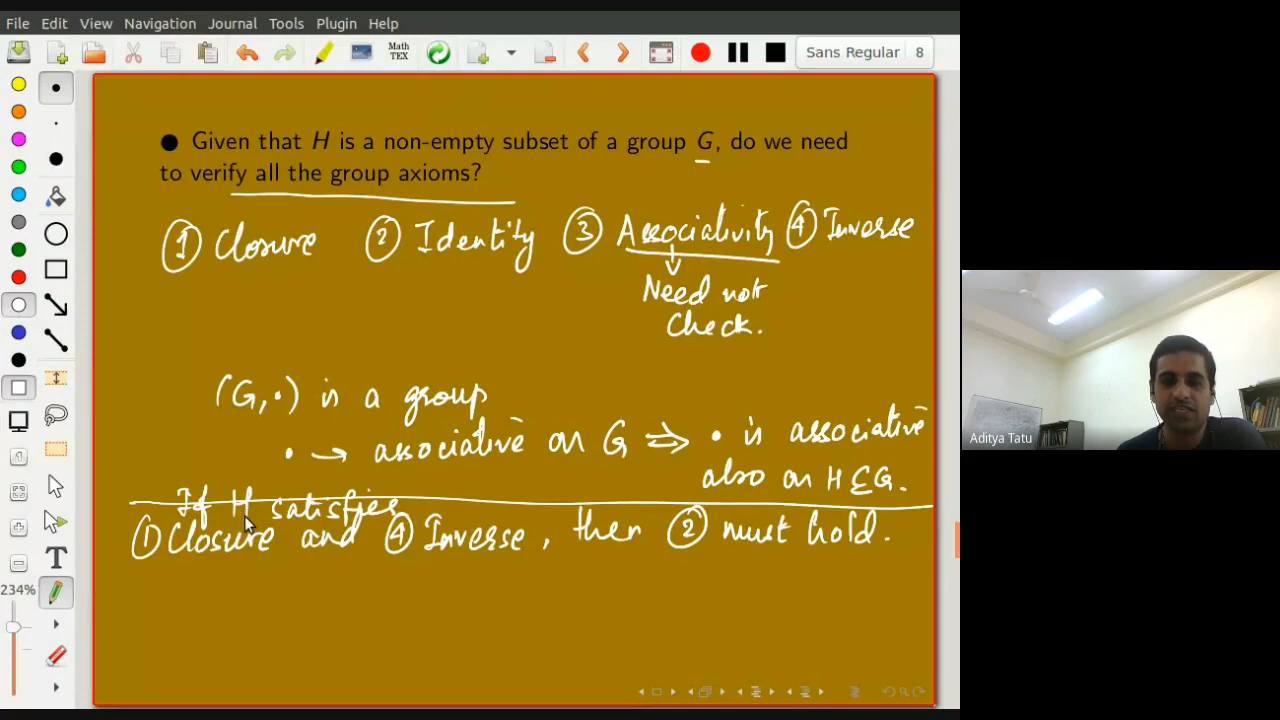 File Edit View Navigation Journal Tools Plugin Help
Math TEX
Sans Regular 8
● Given that H is a non-empty subset of a group G, do we need
to verify all the group axioms?
① Closure ② Identity ③ Associativity ④ Inverse
Need not
Check.
(G, •) is a group
• → associative on G ⇒ • is associative
also on H ⊆ G.
If H satisfies
① Closure and ④ Inverse, then ② must hold.
234%
Aditya Tatu